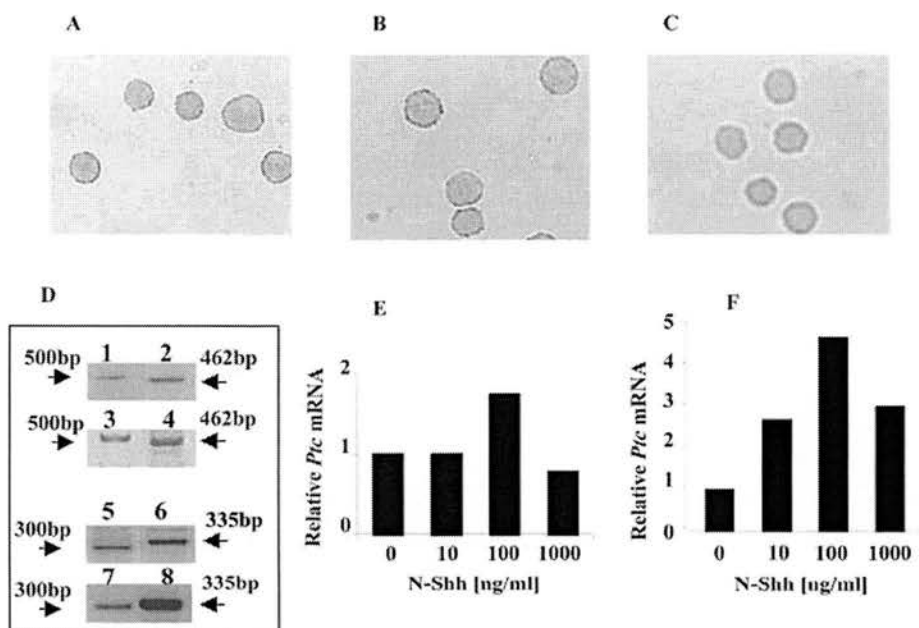 A B C
D
1 2
500bp 462bp
3 4
500bp 462bp
5 6
300bp 335bp
7 8
300bp 335bp
E
Relative Ptc mRNA
2
1
0
0 10 100 1000
N-Shh [ug/ml]
F
Relative Ptc mRNA
5
4
3
2
1
0
0 10 100 1000
N-Shh [ug/ml]